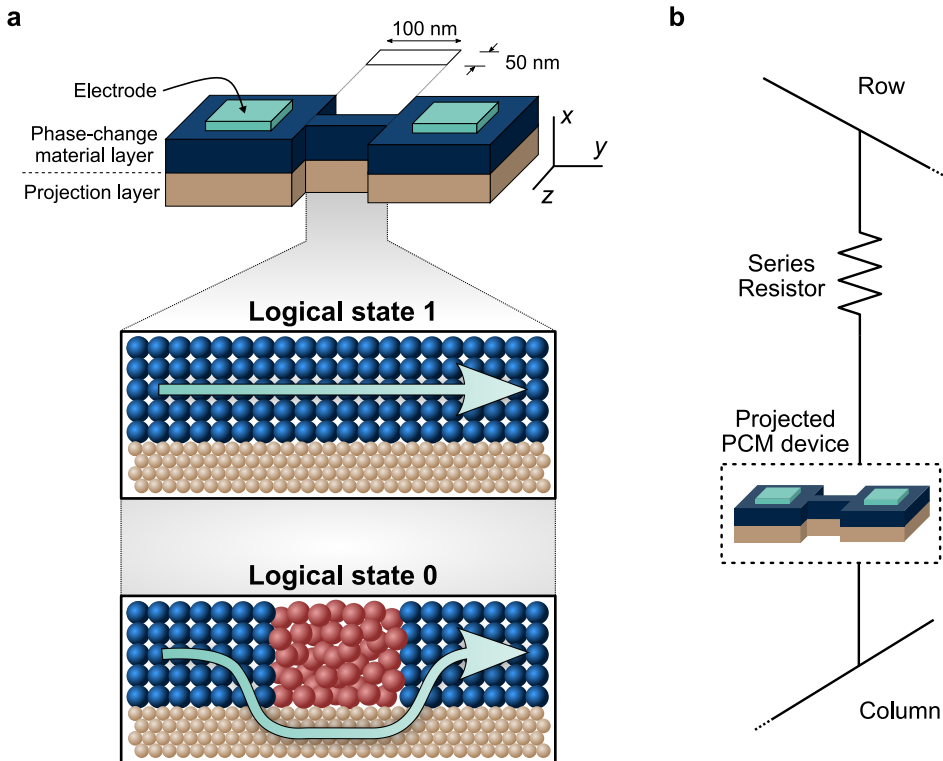 a
100 nm
50 nm
Electrode
Phase-change
material layer
Projection layer
x
y
z
Logical state 1
Logical state 0
b
Row
Series
Resistor
Projected
PCM device
Column